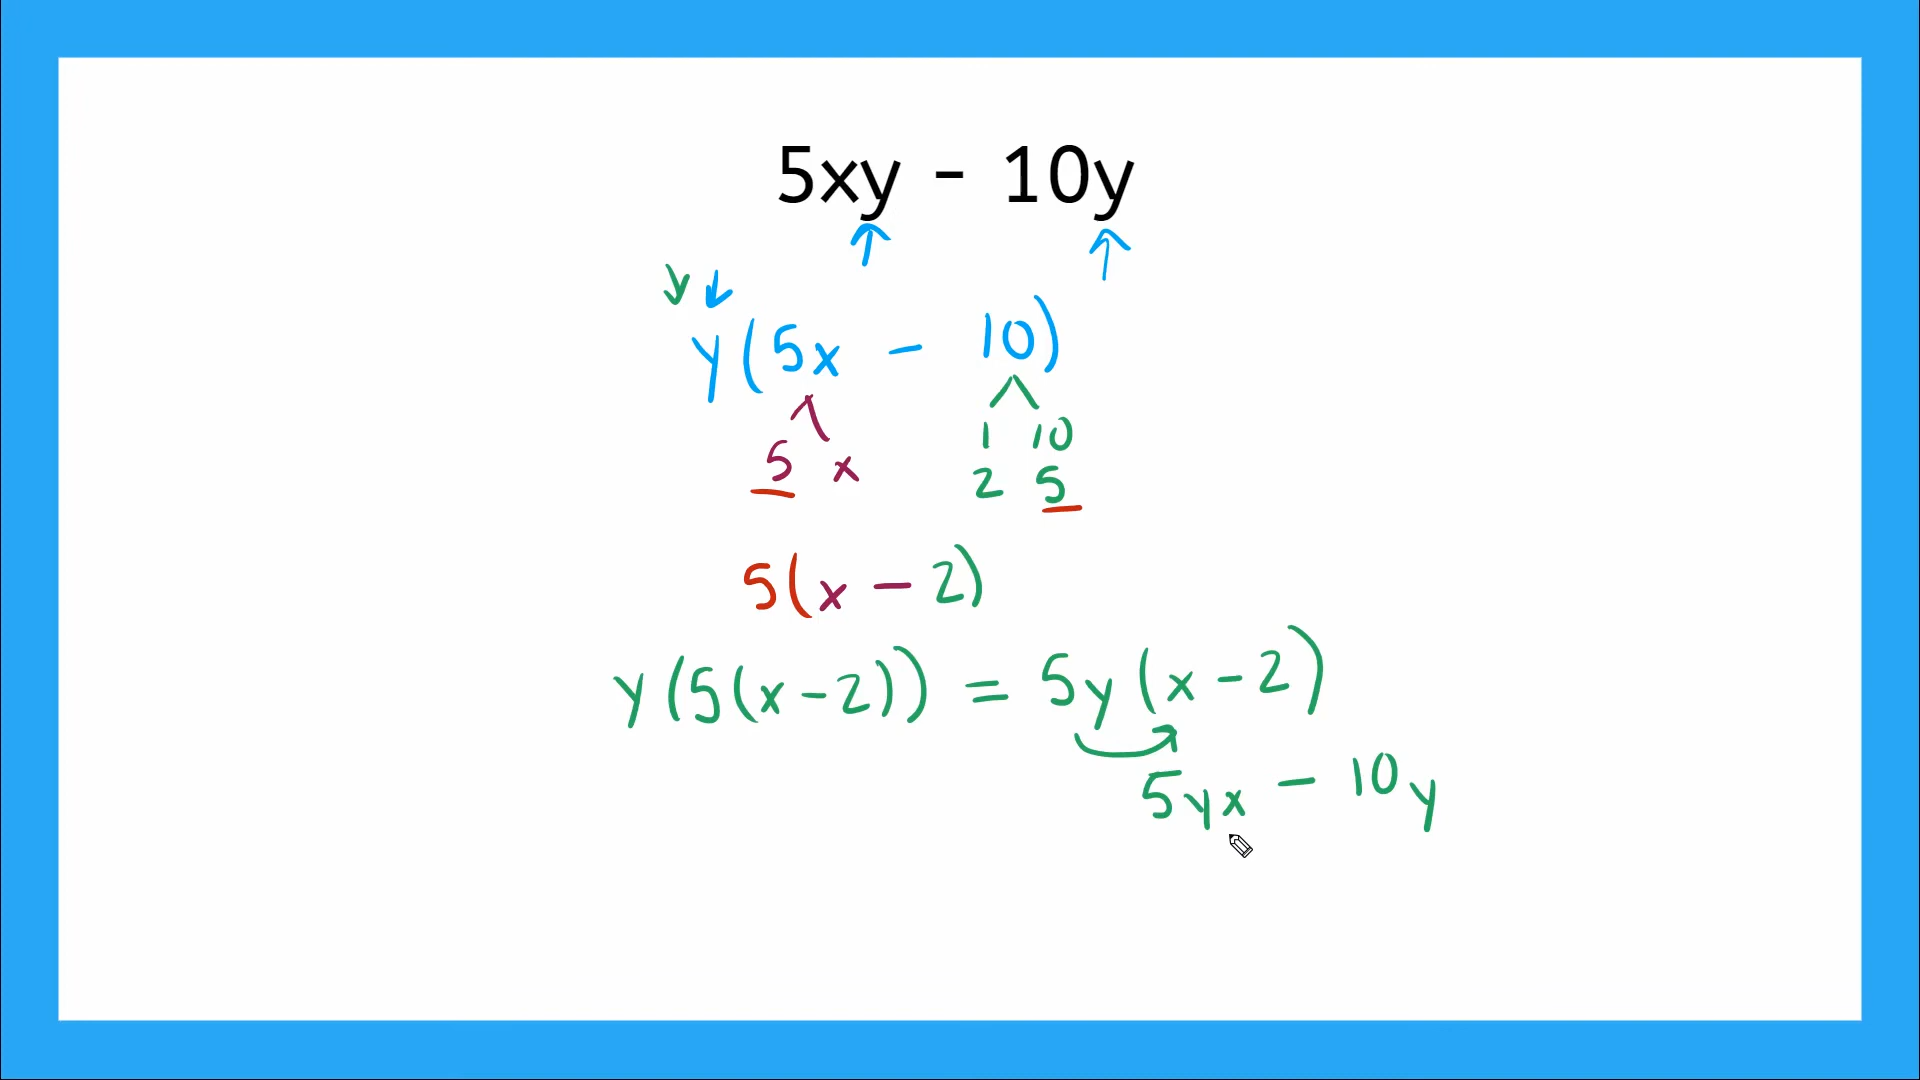 5xy - 10y
y(5x - 10)
5 x 1 10
2 5
5(x - 2)
y(5(x-2)) = 5y(x-2)
5yx - 10y